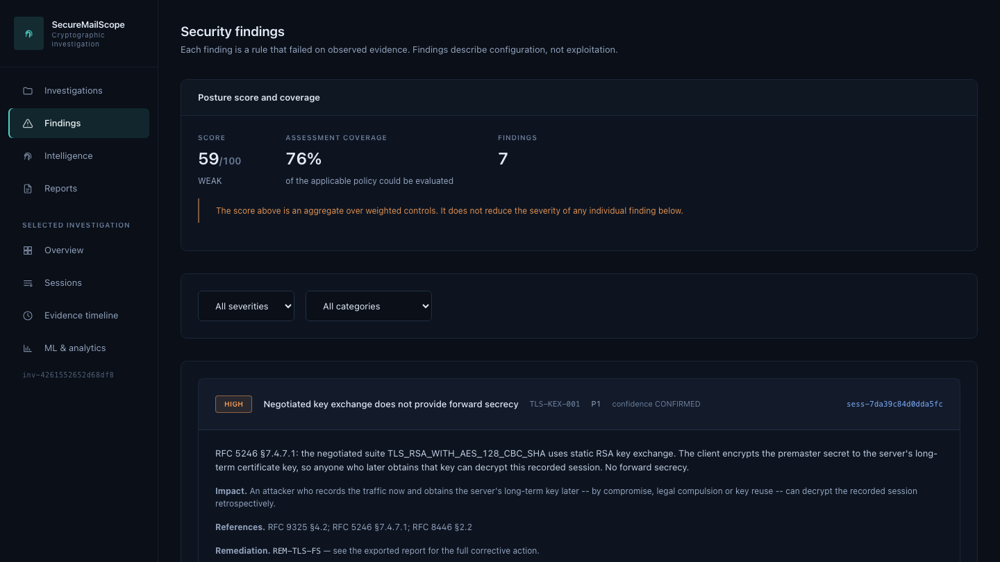 SecureMailScope
Cryptographic
investigation
Investigations
Findings
Intelligence
Reports
SELECTED INVESTIGATION
Overview
Sessions
Evidence timeline
ML & analytics
inv-4261552652d68df8
Security findings
Each finding is a rule that failed on observed evidence. Findings describe configuration, not exploitation.
Posture score and coverage
SCORE ASSESSMENT COVERAGE FINDINGS
59/100 76% 7
WEAK of the applicable policy could be evaluated
The score above is an aggregate over weighted controls. It does not reduce the severity of any individual finding below.
All severities All categories
HIGH Negotiated key exchange does not provide forward secrecy TLS-KEX-001 P1 confidence CONFIRMED sess-7da39c84d0dda5fc
RFC 5246 §7.4.7.1: the negotiated suite TLS_RSA_WITH_AES_128_CBC_SHA uses static RSA key exchange. The client encrypts the premaster secret to the server's long-
term certificate key, so anyone who later obtains that key can decrypt this recorded session. No forward secrecy.
Impact. An attacker who records the traffic now and obtains the server's long-term key later -- by compromise, legal compulsion or key reuse -- can decrypt the recorded session
retrospectively.
References. RFC 9325 §4.2; RFC 5246 §7.4.7.1; RFC 8446 §2.2
Remediation. REM-TLS-FS — see the exported report for the full corrective action.